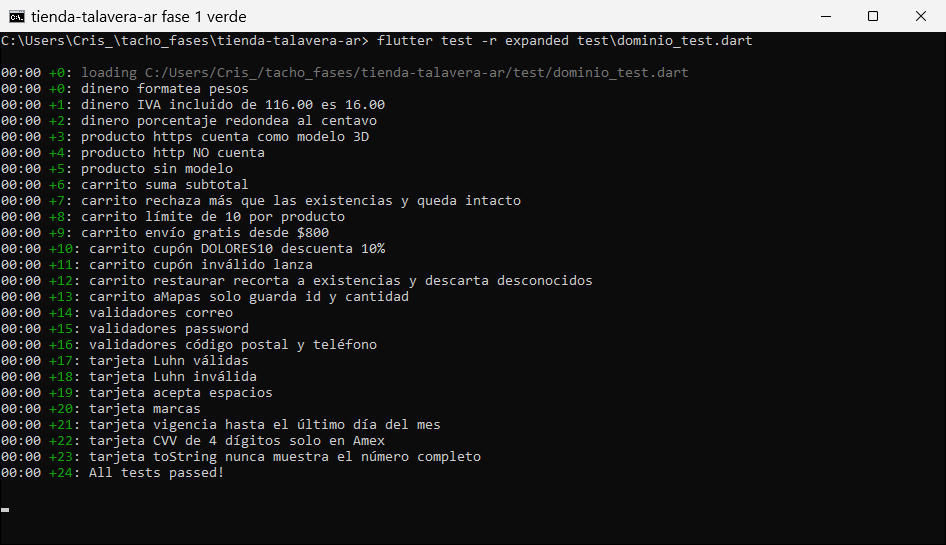 tienda-talavera-ar fase 1 verde
C:\Users\Cris_\tacho_fases\tienda-talavera-ar> flutter test -r expanded test\dominio_test.dart
00:00 +0: loading C:/Users/Cris_/tacho_fases/tienda-talavera-ar/test/dominio_test.dart
00:00 +0: dinero formatea pesos
00:00 +1: dinero IVA incluido de 116.00 es 16.00
00:00 +2: dinero porcentaje redondea al centavo
00:00 +3: producto https cuenta como modelo 3D
00:00 +4: producto http NO cuenta
00:00 +5: producto sin modelo
00:00 +6: carrito suma subtotal
00:00 +7: carrito rechaza más que las existencias y queda intacto
00:00 +8: carrito límite de 10 por producto
00:00 +9: carrito envío gratis desde $800
00:00 +10: carrito cupón DOLORES10 descuenta 10%
00:00 +11: carrito cupón inválido lanza
00:00 +12: carrito restaurar recorta a existencias y descarta desconocidos
00:00 +13: carrito aMapas solo guarda id y cantidad
00:00 +14: validadores correo
00:00 +15: validadores password
00:00 +16: validadores código postal y teléfono
00:00 +17: tarjeta Luhn válidas
00:00 +18: tarjeta Luhn inválida
00:00 +19: tarjeta acepta espacios
00:00 +20: tarjeta marcas
00:00 +21: tarjeta vigencia hasta el último día del mes
00:00 +22: tarjeta CVV de 4 dígitos solo en Amex
00:00 +23: tarjeta toString nunca muestra el número completo
00:00 +24: All tests passed!